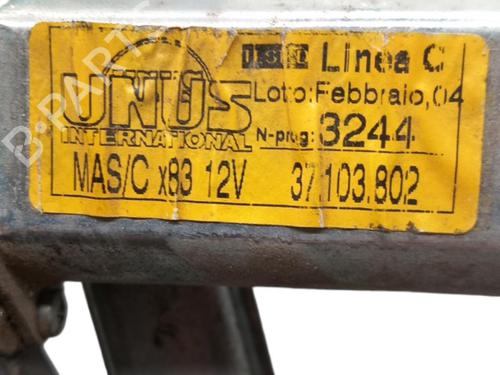 Linea C
UNUS
INTERNATIONAL
Lotto:Febbraio,04
N-prog: 3244
MAS/C x83 12V 37.103.802
B-PARTS